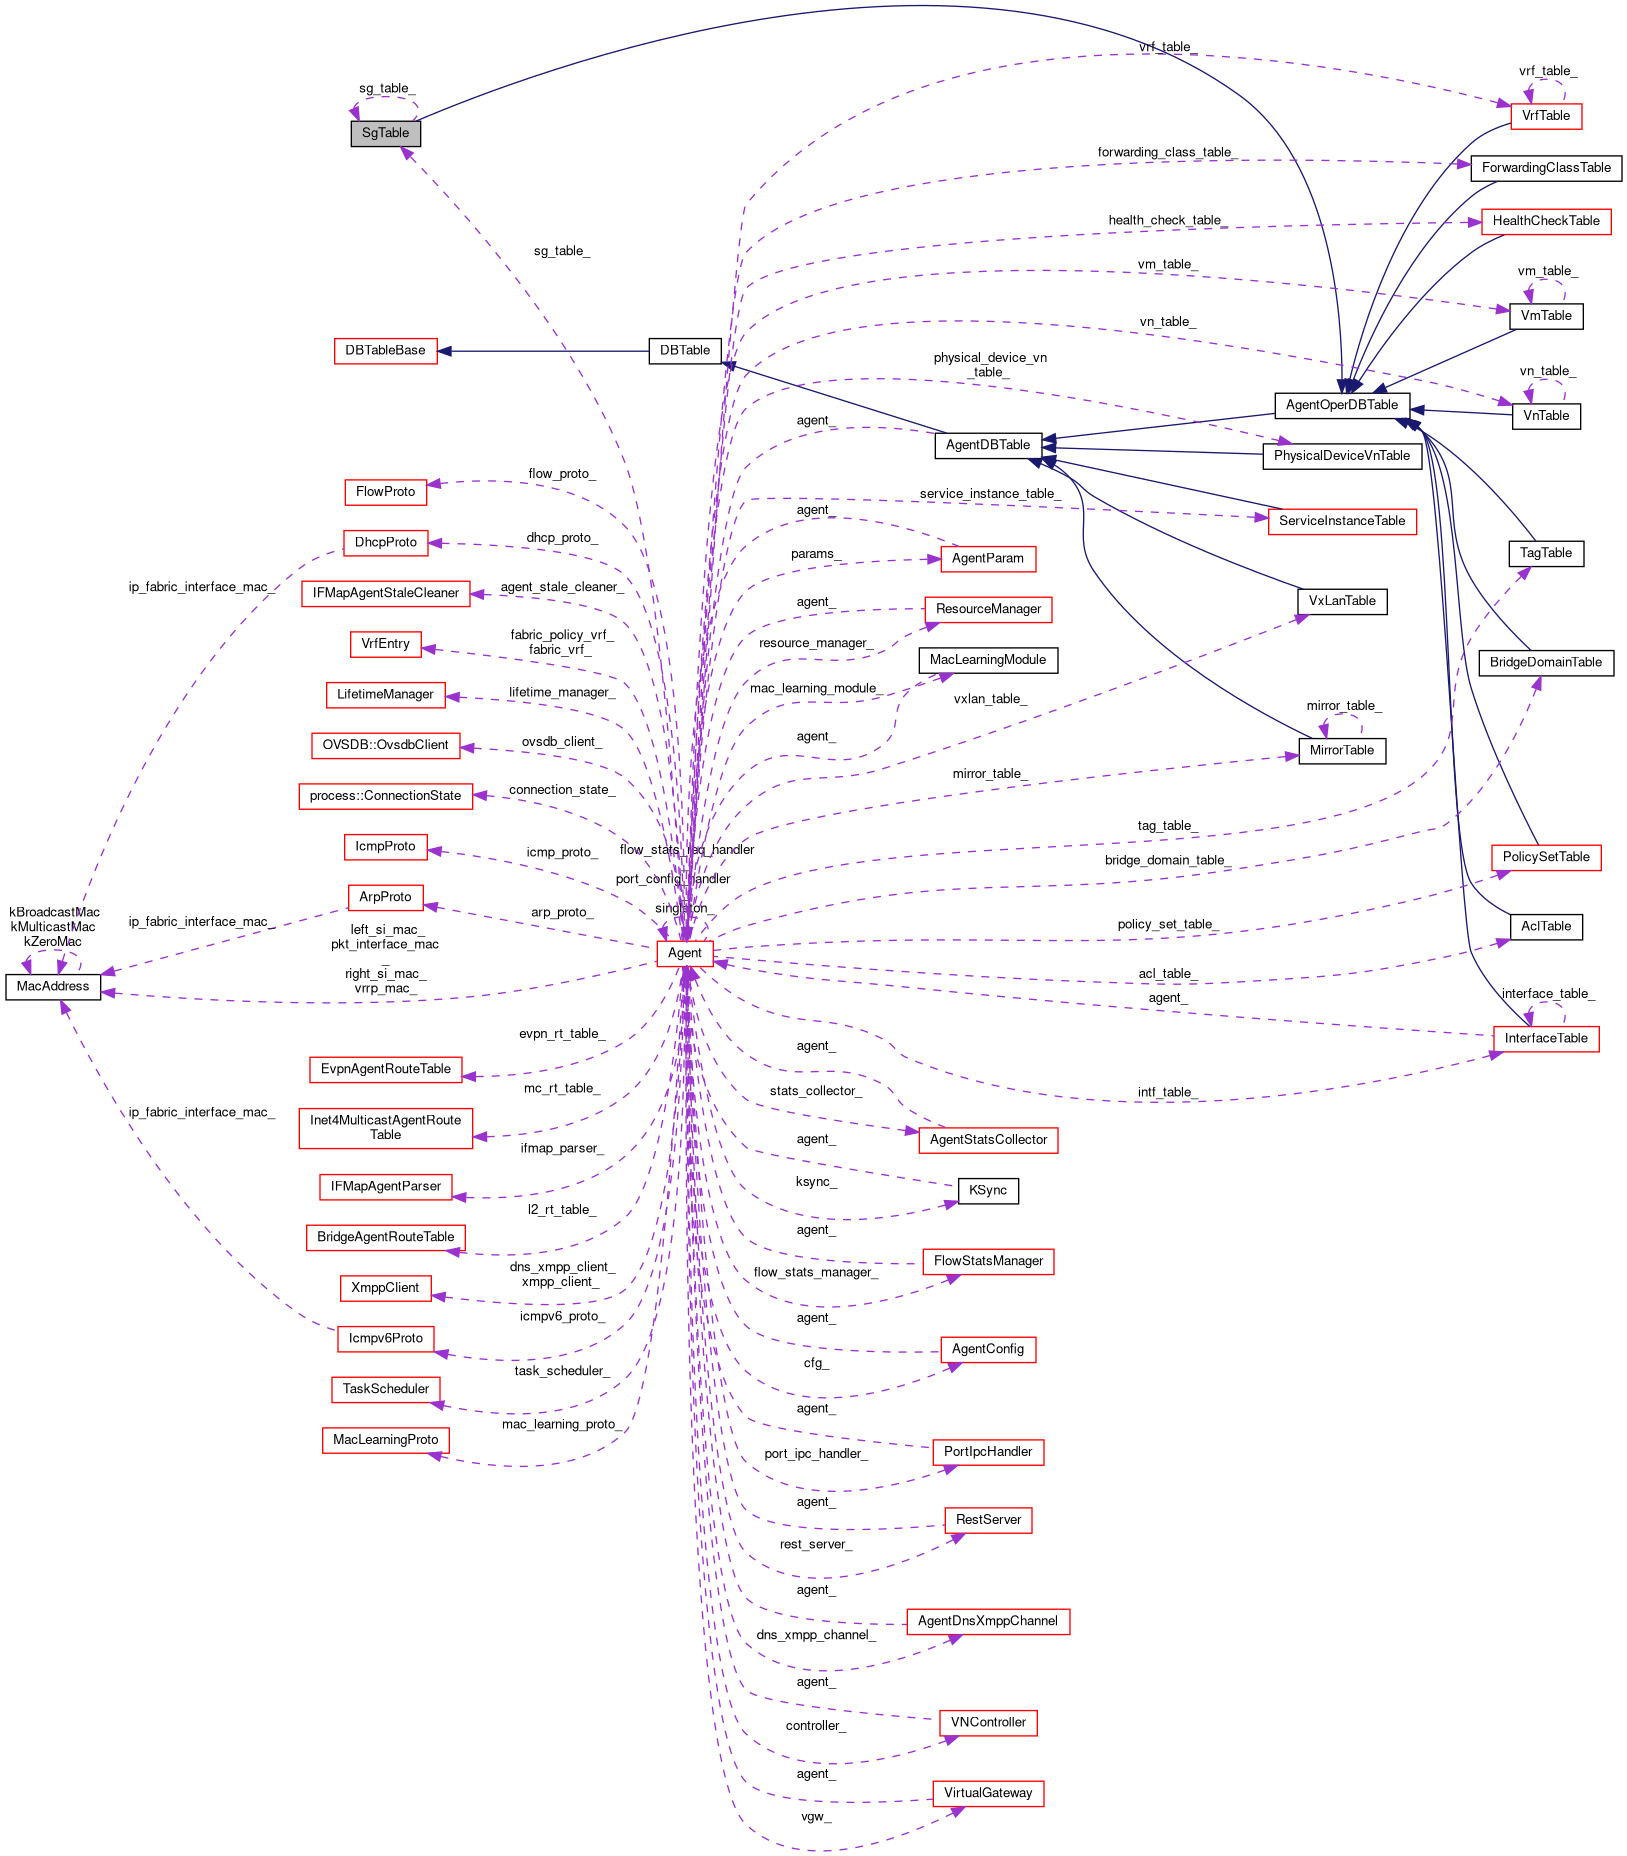 vrf_table_
sg_table_
vrf_table_
SgTable
VrfTable
forwarding_class_table_
ForwardingClassTable
health_check_table_
HealthCheckTable
sg_table_
vm_table_
vm_table_
VmTable
vn_table_
DBTableBase
DBTable
physical_device_vn
_table_
vn_table_
AgentOperDBTable
VnTable
agent_
AgentDBTable
PhysicalDeviceVnTable
flow_proto_
FlowProto
service_instance_table_
agent_
ServiceInstanceTable
dhcp_proto_
DhcpProto
params_
AgentParam
TagTable
ip_fabric_interface_mac_
agent_stale_cleaner_
IFMapAgentStaleCleaner
agent_
ResourceManager
VxLanTable
fabric_policy_vrf_
fabric_vrf_
VrfEntry
resource_manager_
MacLearningModule
BridgeDomainTable
lifetime_manager_
LifetimeManager
mac_learning_module_
vxlan_table_
mirror_table_
ovsdb_client_
OVSDB::OvsdbClient
agent_
MirrorTable
connection_state_
process::ConnectionState
mirror_table_
icmp_proto_
IcmpProto
flow_stats_req_handler
tag_table_
port_config_handler
bridge_domain_table_
PolicySetTable
ArpProto
arp_proto_
singleton_
kBroadcastMac
kMulticastMac
kZeroMac
ip_fabric_interface_mac_
left_si_mac_
pkt_interface_mac
_
right_si_mac_
vrrp_mac_
policy_set_table_
AclTable
MacAddress
Agent
acl_table_
agent_
interface_table_
InterfaceTable
evpn_rt_table_
EvpnAgentRouteTable
agent_
intf_table_
mc_rt_table_
stats_collector_
ip_fabric_interface_mac_
Inet4MulticastAgentRoute
Table
AgentStatsCollector
ifmap_parser_
IFMapAgentParser
agent_
ksync_
KSync
l2_rt_table_
BridgeAgentRouteTable
agent_
FlowStatsManager
dns_xmpp_client_
xmpp_client_
XmppClient
flow_stats_manager_
icmpv6_proto_
Icmpv6Proto
agent_
AgentConfig
task_scheduler_
TaskScheduler
cfg_
mac_learning_proto_
MacLearningProto
agent_
port_ipc_handler_
PortIpcHandler
agent_
RestServer
rest_server_
agent_
AgentDnsXmppChannel
dns_xmpp_channel_
agent_
controller_
VNController
agent_
VirtualGateway
vgw_